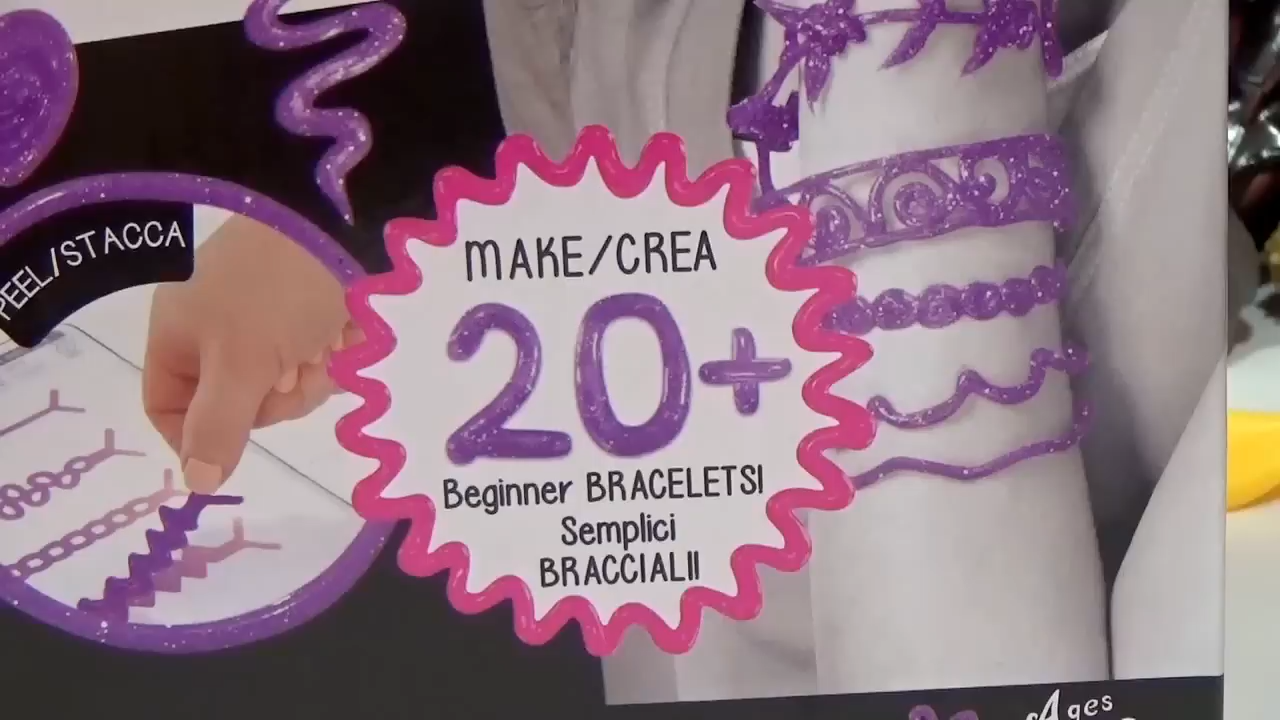 PEEL/STACCA
MAKE/CREA
20+
Beginner BRACELETS!
Semplici
BRACCIALI!
Ages